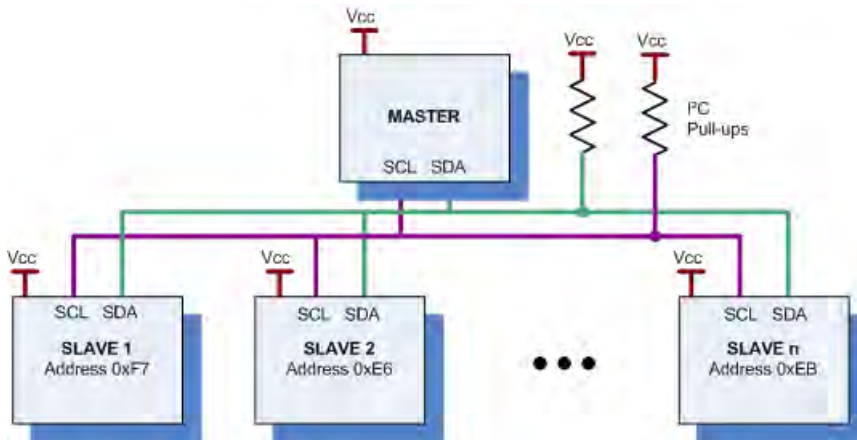 Vcc
Vcc Vcc
MASTER
I²C
Pull-ups
SCL SDA
Vcc
Vcc
Vcc
SCL SDA
SCL SDA
SCL SDA
SLAVE 1
Address 0xF7
SLAVE 2
Address 0xE6
SLAVE n
Address 0xEB